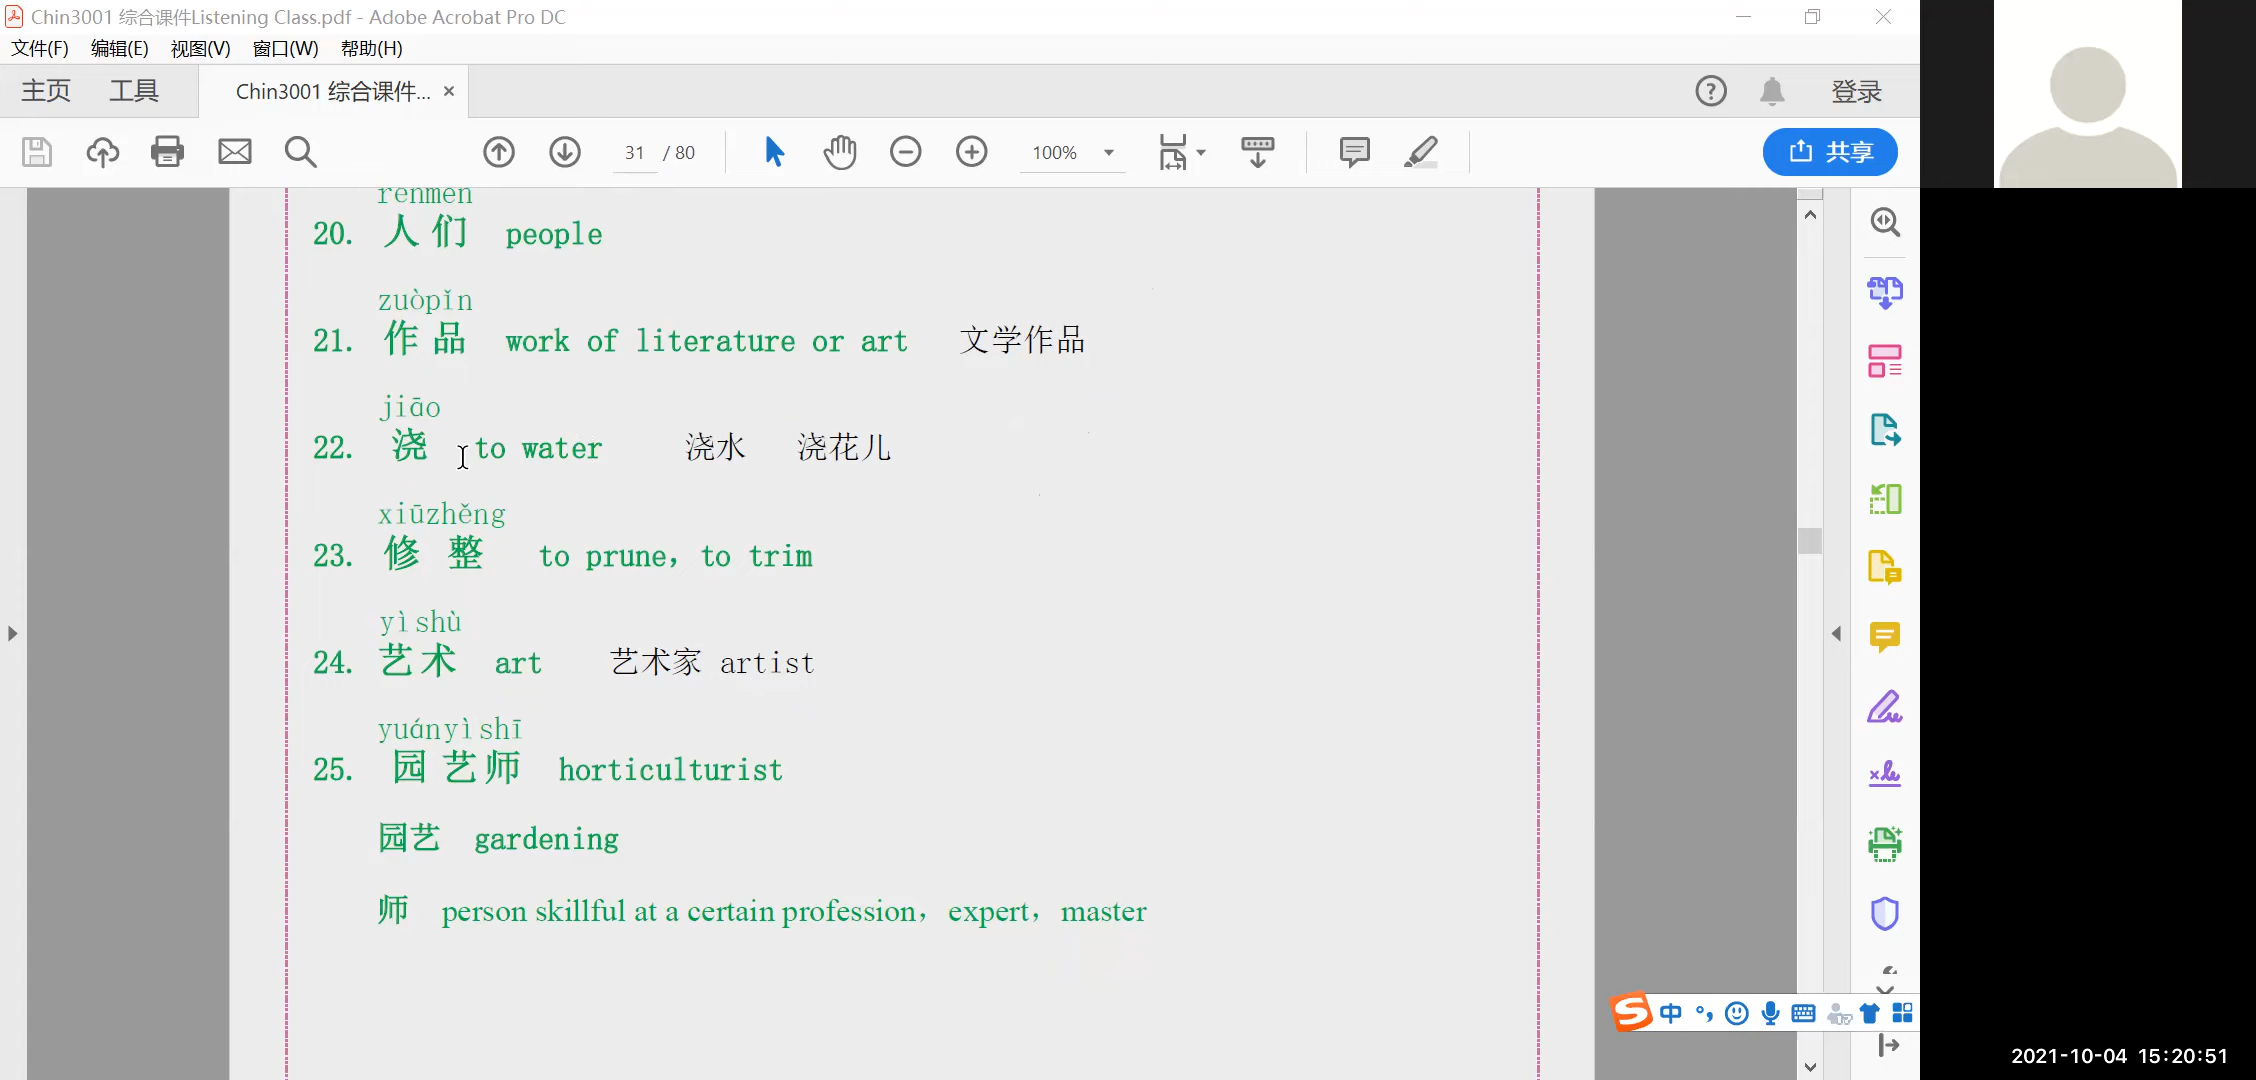 Chin3001 综合课件Listening Class.pdf - Adobe Acrobat Pro DC
文件(F) 编辑(E) 视图(V) 窗口(W) 帮助(H)
主页 工具 Chin3001 综合课件... × 登录
31 / 80 100% 共享
rénmen
20. 人们 people
zuòpǐn
21. 作品 work of literature or art 文学作品
jiāo
22. 浇 to water 浇水 浇花儿
xiūzhěng
23. 修整 to prune, to trim
yìshù
24. 艺术 art 艺术家 artist
yuányìshī
25. 园艺师 horticulturist
园艺 gardening
师 person skillful at a certain profession，expert，master
中
2021-10-04 15:20:51